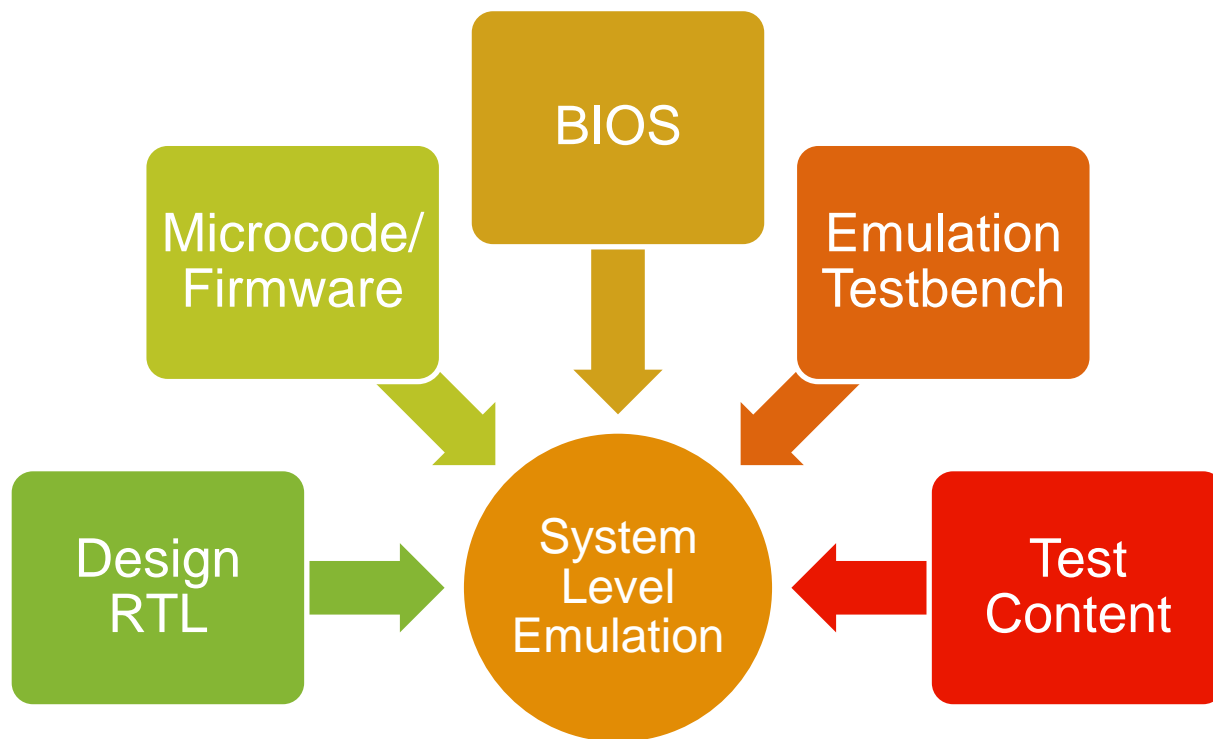 BIOS
Microcode/
Firmware
Emulation
Testbench
Design
RTL
System
Level
Emulation
Test
Content